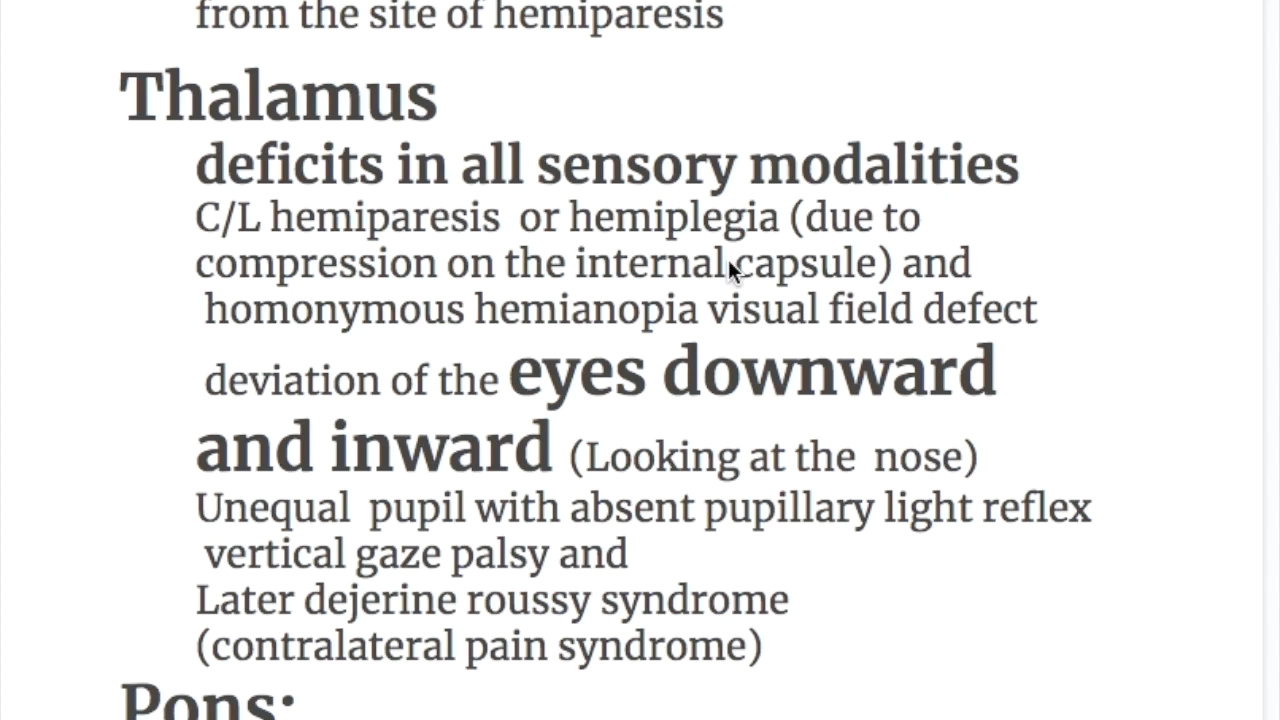 from the site of hemiparesis
Thalamus
deficits in all sensory modalities
C/L hemiparesis or hemiplegia (due to
compression on the internal capsule) and
homonymous hemianopia visual field defect
deviation of the eyes downward
and inward (Looking at the nose)
Unequal pupil with absent pupillary light reflex
vertical gaze palsy and
Later dejerine roussy syndrome
(contralateral pain syndrome)
Pons: